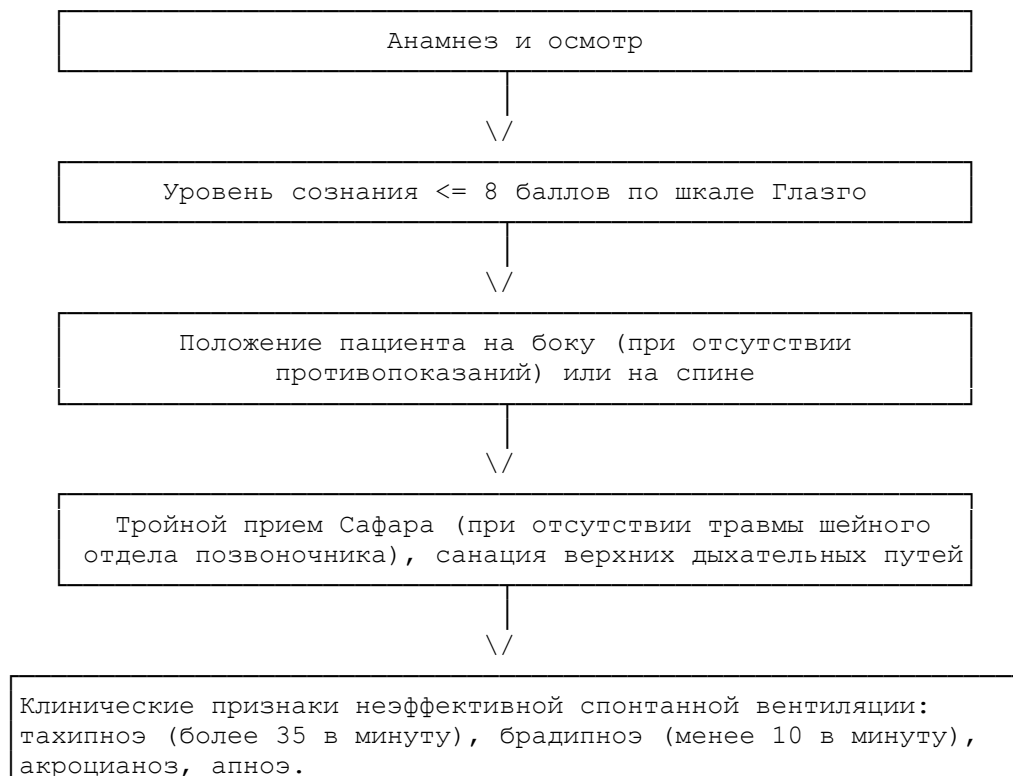 Анамнез и осмотр
Уровень сознания <= 8 баллов по шкале Глазго
Положение пациента на боку (при отсутствии
противопоказаний) или на спине
Тройной прием Сафара (при отсутствии травмы шейного
отдела позвоночника), санация верхних дыхательных путей
Клинические признаки неэффективной спонтанной вентиляции:
тахипноэ (более 35 в минуту), брадипноэ (менее 10 в минуту),
акроцианоз, апноэ.